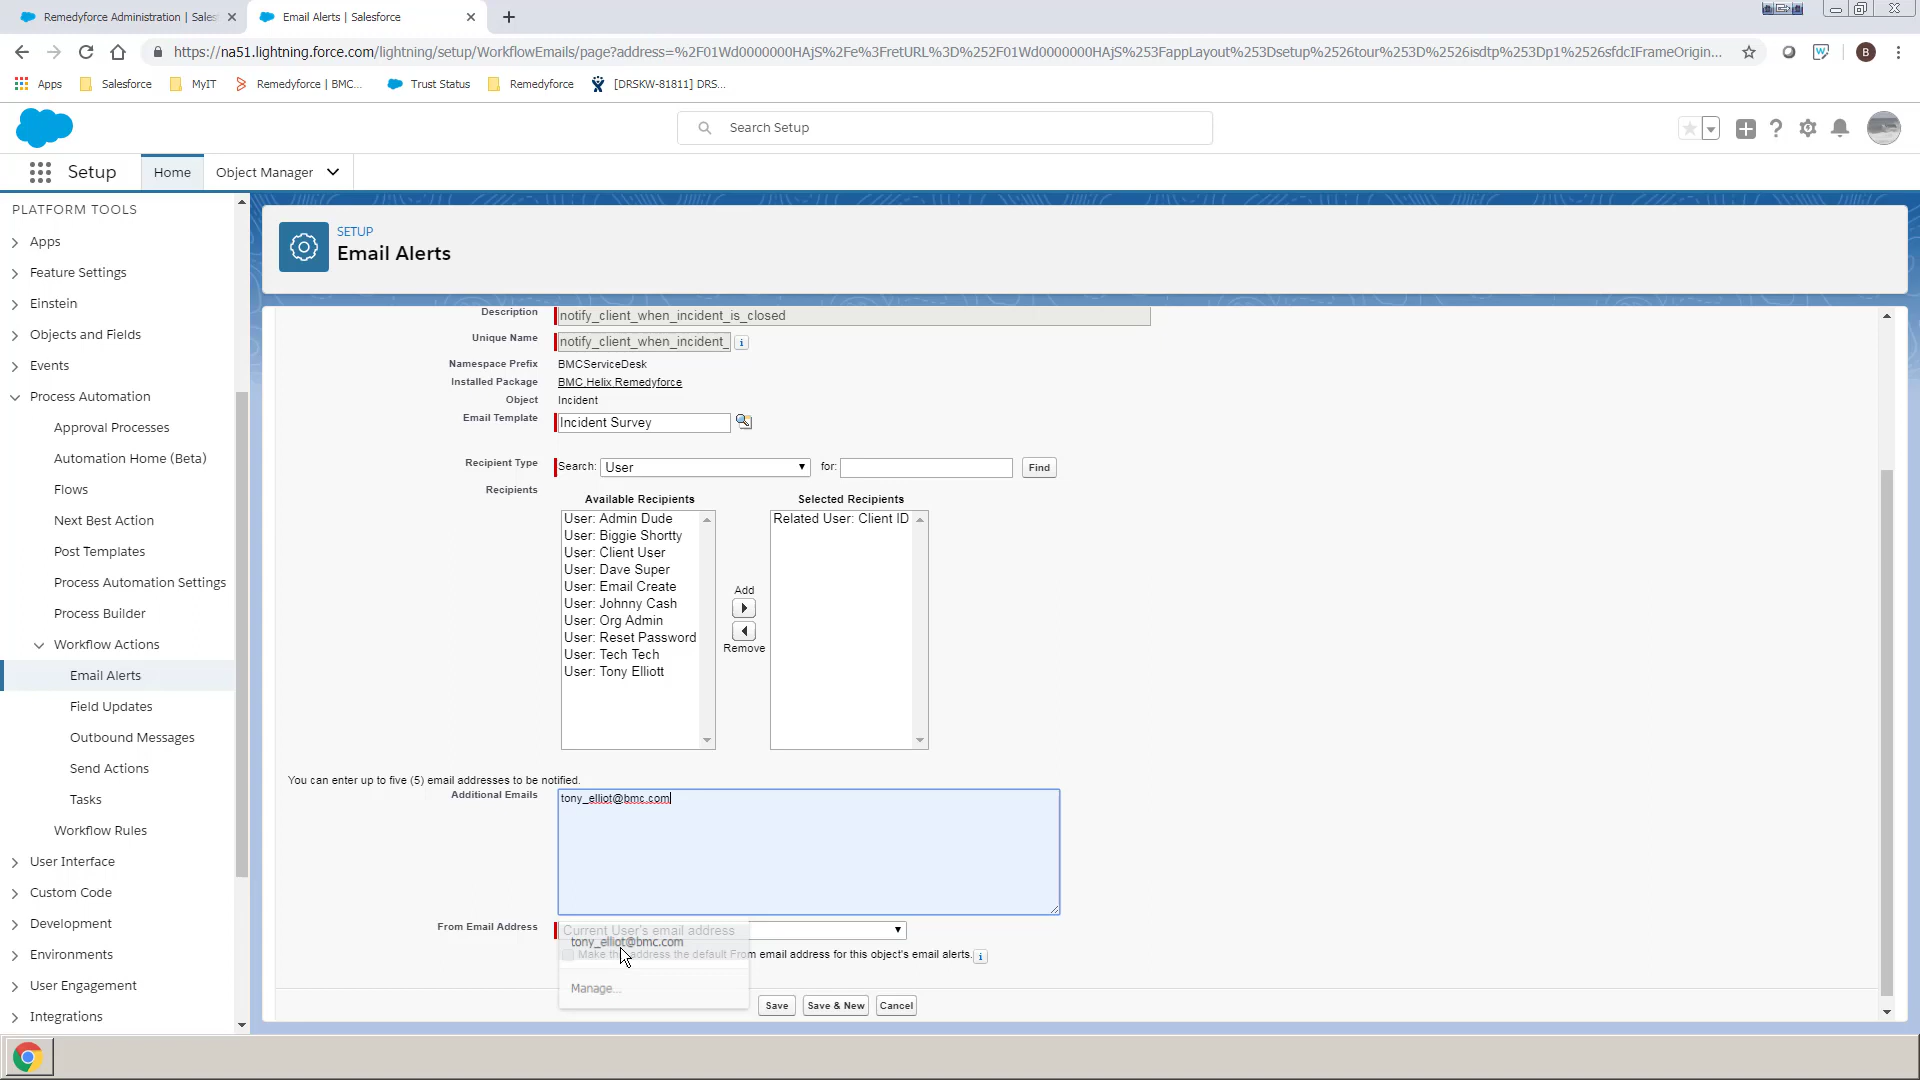 Remedyforce Administration | Sales
Email Alerts | Salesforce
https://na51.lightning.force.com/lightning/setup/WorkflowEmails/page?address=%2F01Wd0000000HAjS%2Fe%3FretURL%3D%252F01Wd0000000HAjS%253FappLayout%253Dsetup%2526tour%253D%2526isdtp%253Dp1%2526sfdcIFrameOrigin...
B
Apps
Salesforce
MyIT
Remedyforce | BMC...
Trust Status
Remedyforce
[DRSKW-81811] DRS...
Search Setup
Setup
Home
Object Manager
PLATFORM TOOLS
Apps
Feature Settings
Einstein
Objects and Fields
Events
Process Automation
Approval Processes
Automation Home (Beta)
Flows
Next Best Action
Post Templates
Process Automation Settings
Process Builder
Workflow Actions
Email Alerts
Field Updates
Outbound Messages
Send Actions
Tasks
Workflow Rules
User Interface
Custom Code
Development
Environments
User Engagement
Integrations
SETUP
Email Alerts
Description notify_client_when_incident_is_closed
Unique Name notify_client_when_incident_
Namespace Prefix BMCServiceDesk
Installed Package BMC Helix Remedyforce
Object Incident
Email Template Incident Survey
Recipient Type Search: User for: Find
Recipients
Available Recipients
User: Admin Dude
User: Biggie Shortty
User: Client User
User: Dave Super
User: Email Create
User: Johnny Cash
User: Org Admin
User: Reset Password
User: Tech Tech
User: Tony Elliott
Add
Remove
Selected Recipients
Related User: Client ID
You can enter up to five (5) email addresses to be notified.
Additional Emails tony_elliot@bmc.com
From Email Address Current User's email address
tony_elliot@bmc.com
Make this address the default From email address for this object's email alerts.
Manage...
Save
Save & New
Cancel